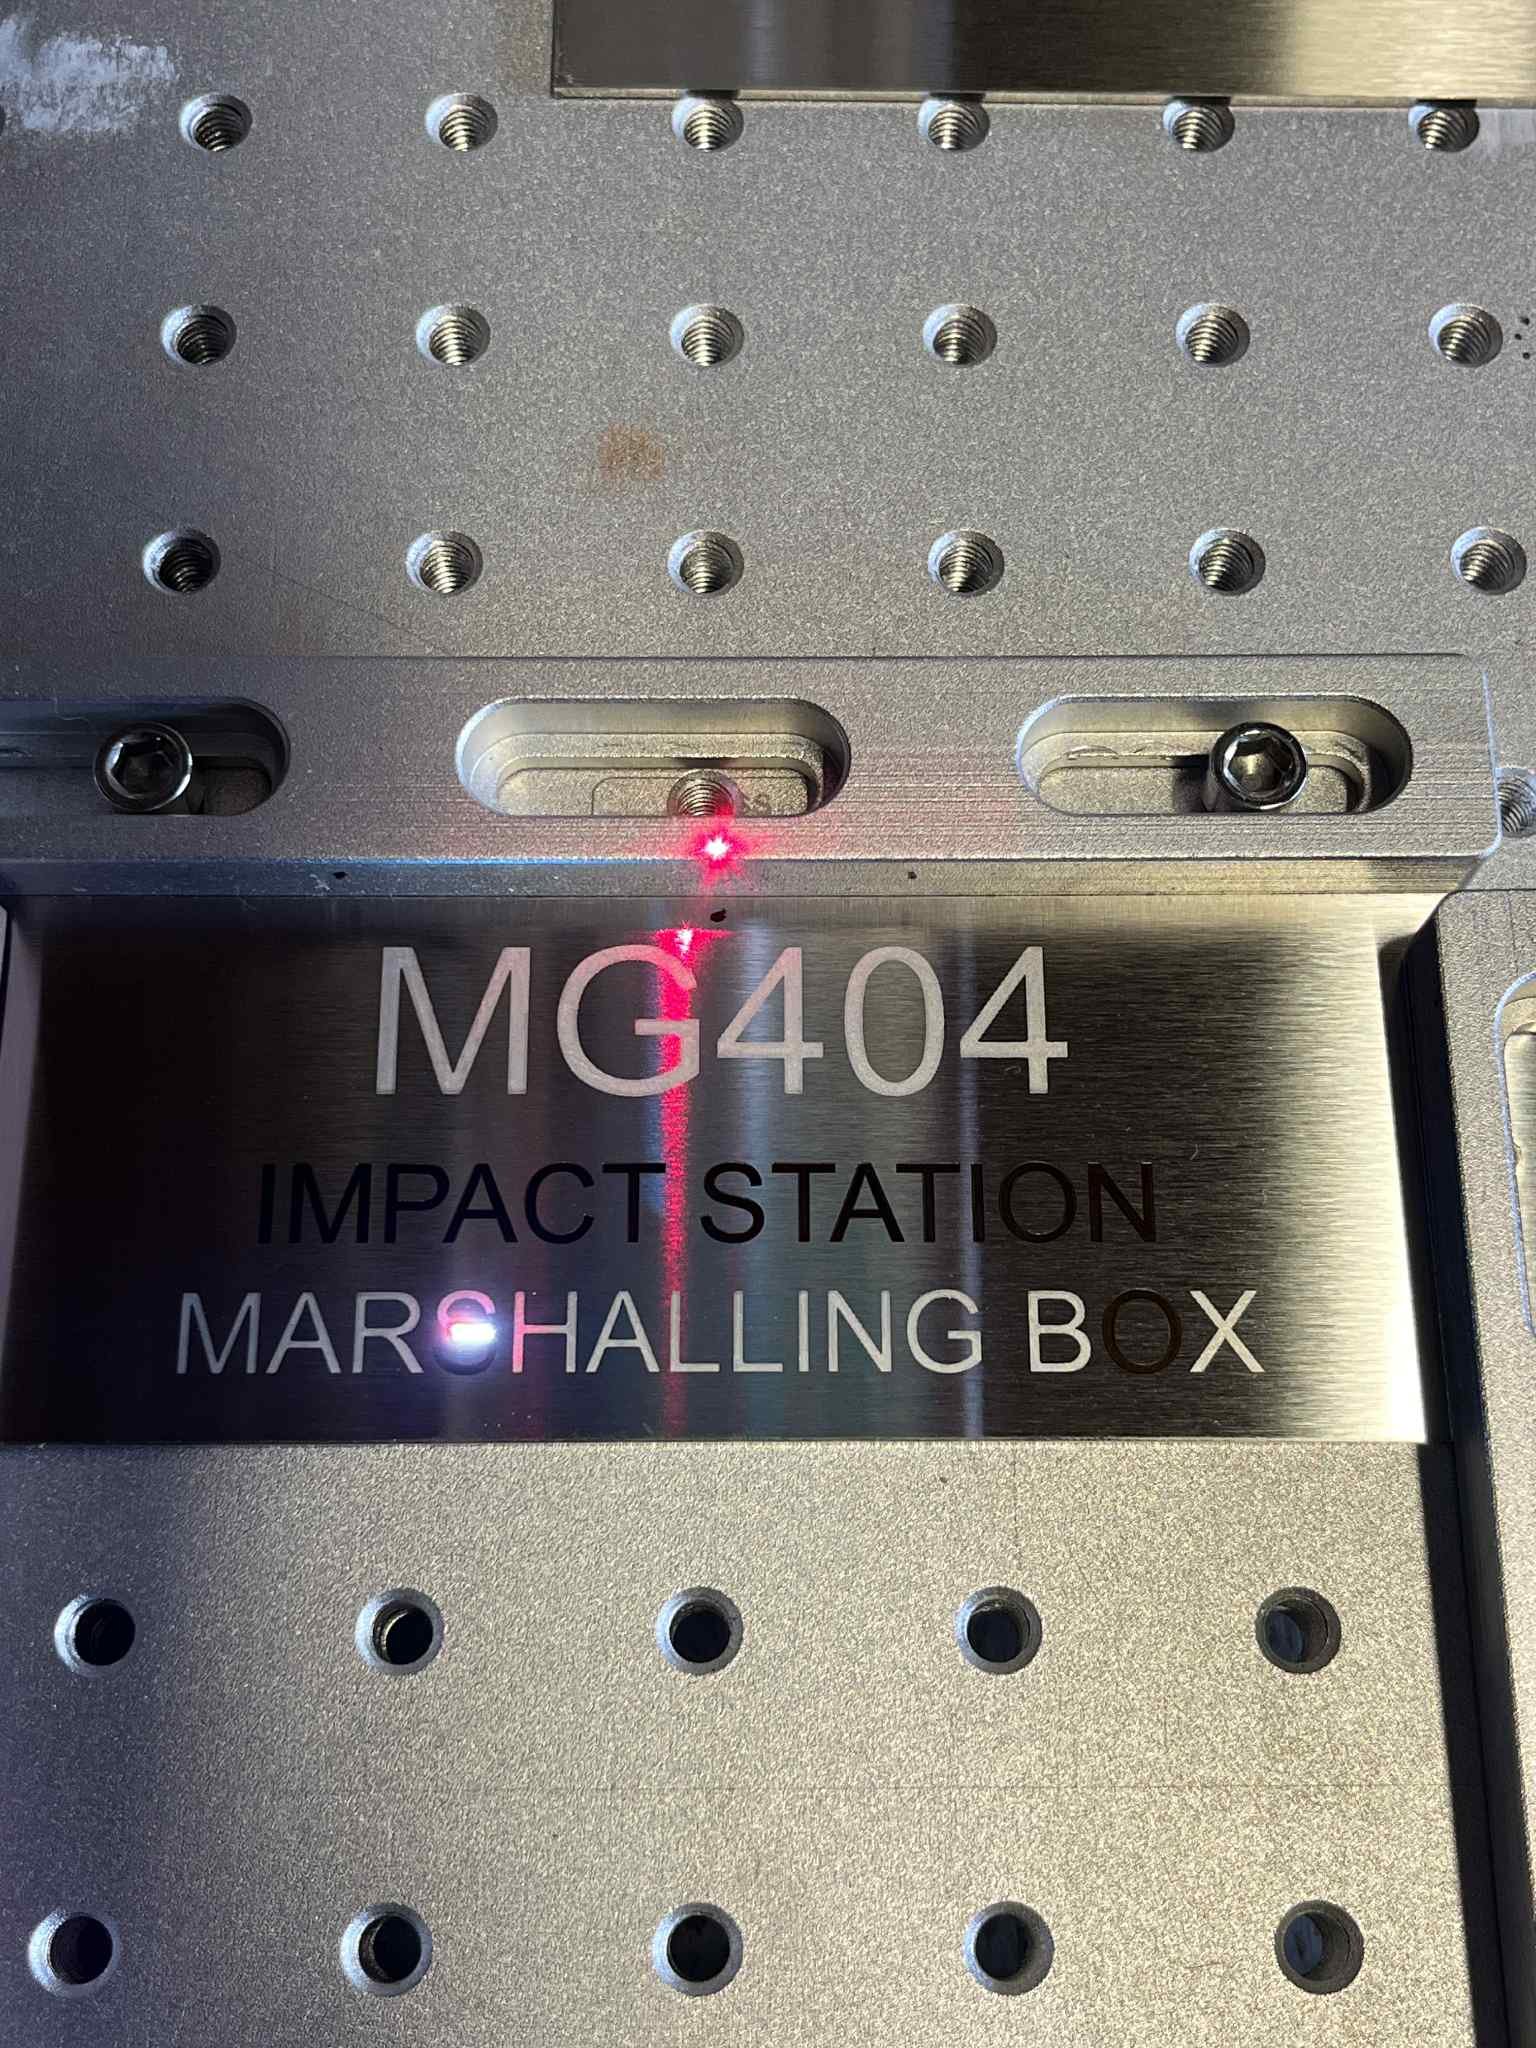 MG404
IMPACT STATION
MARSHALLING BOX